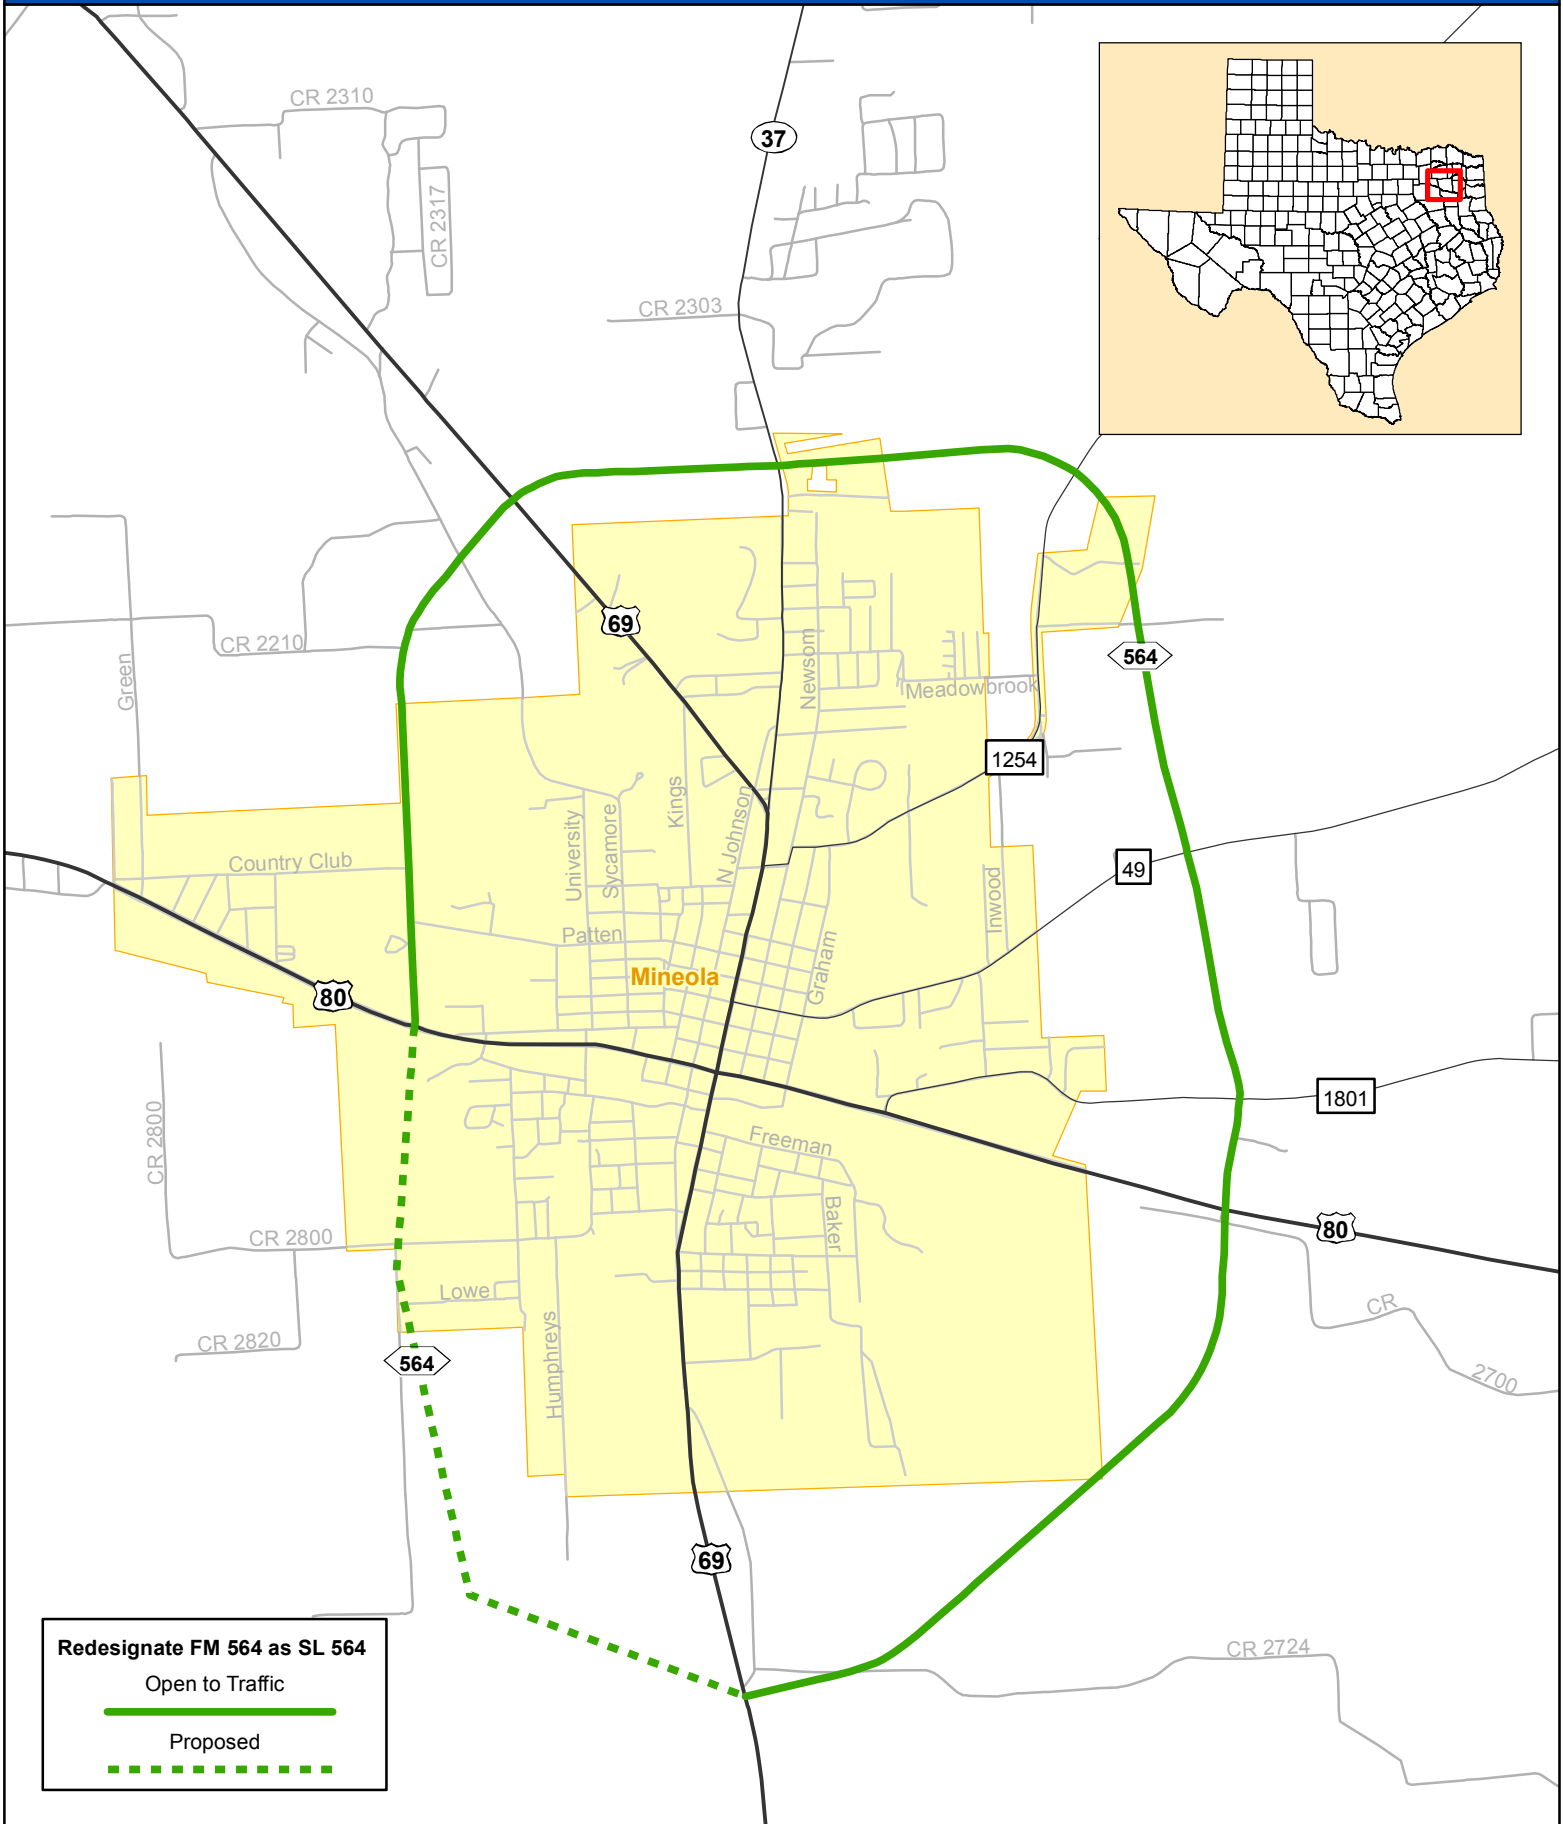 CR 2310
37
CR 2317
CR 2303
69
CR 2210
Green
Newsom
564
Meadowbrook
1254
Kings
N Johnson
University
Sycamore
Country Club
49
Inwood
Patten
Graham
Mineola
80
1801
CR 2800
Freeman
Baker
80
CR 2800
Lowe
CR
CR 2820
Humphreys
564
2700
69
CR 2724
Redesignate FM 564 as SL 564
Open to Traffic
Proposed